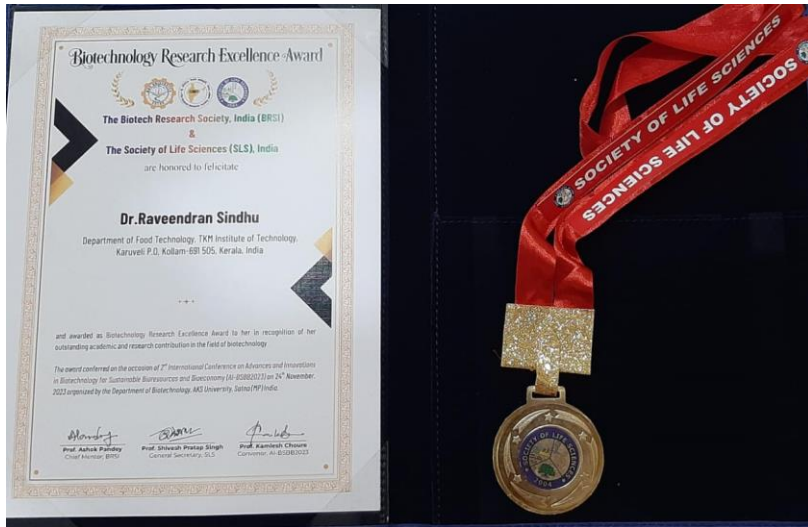 Biotechnology Research Excellence Award
The Biotech Research Society, India (BRSI)
&
The Society of Life Sciences (SLS), India
are honored to felicitate
Dr.Raveendran Sindhu
Department of Food Technology, TKM Institute of Technology,
Karuveli P.O, Kollam-691 505, Kerala, India
and awarded as Biotechnology Research Excellence Award to her in recognition of her
outstanding academic and research contribution in the field of biotechnology
The award conferred on the occasion of 2nd International Conference on Advances and Innovations
in Biotechnology for Sustainable Bioresources and Bioeconomy (AI-BSBB2023) on 24th November,
2023 organized by the Department of Biotechnology, AKS University, Satna (MP) India.
Prof. Ashok Pandey
Chief Mentor, BRSI
Prof. Shivesh Pratap Singh
General Secretary, SLS
Prof. Kamlesh Choure
Convenor, AI-BSBB2023
SOCIETY OF LIFE SCIENCES
SOCIETY OF LIFE SCIENCES
SOCIETY OF LIFE SCIENCES
2004